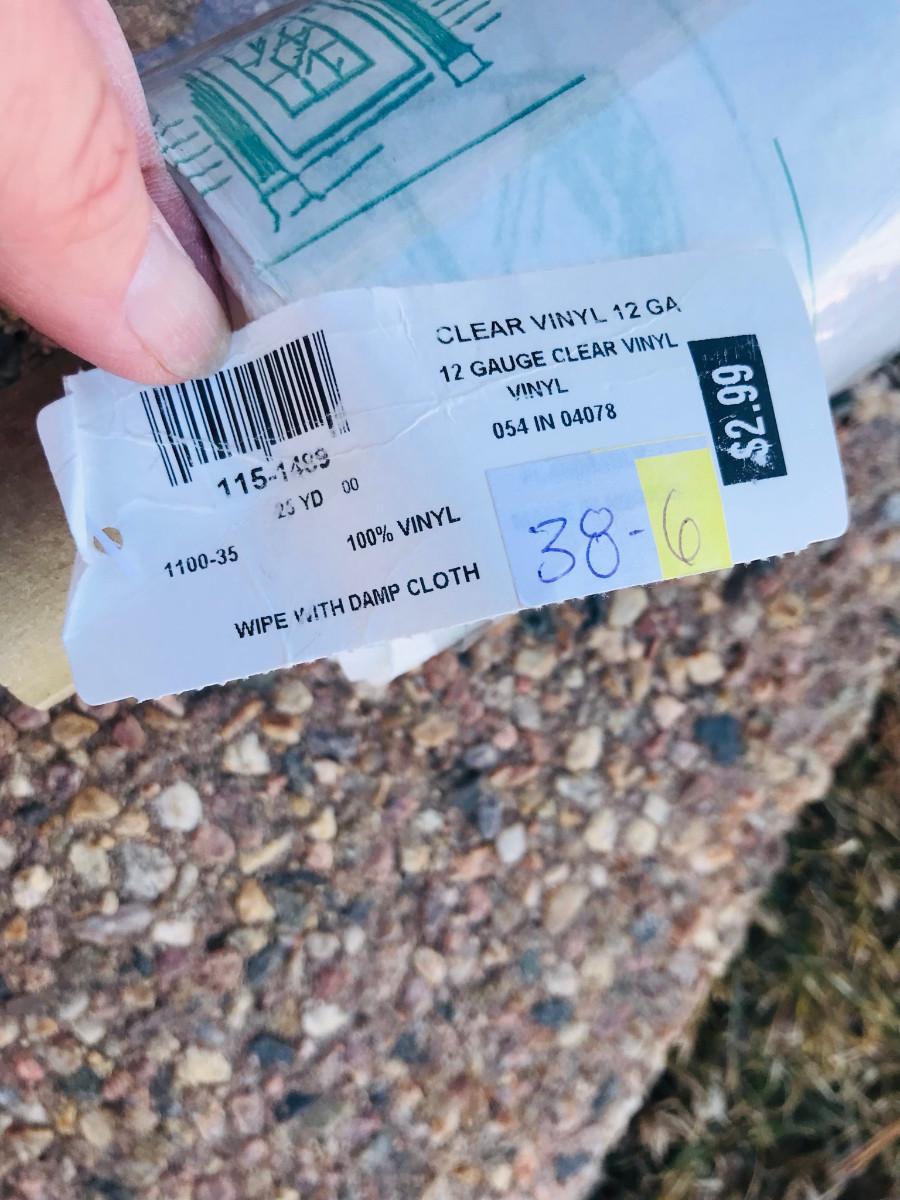 CLEAR VINYL 12 GA
12 GAUGE CLEAR VINYL
VINYL
054 IN 04078
$2.99
115-1489
25 YD 00
1100-35
100% VINYL
38-6
WIPE WITH DAMP CLOTH